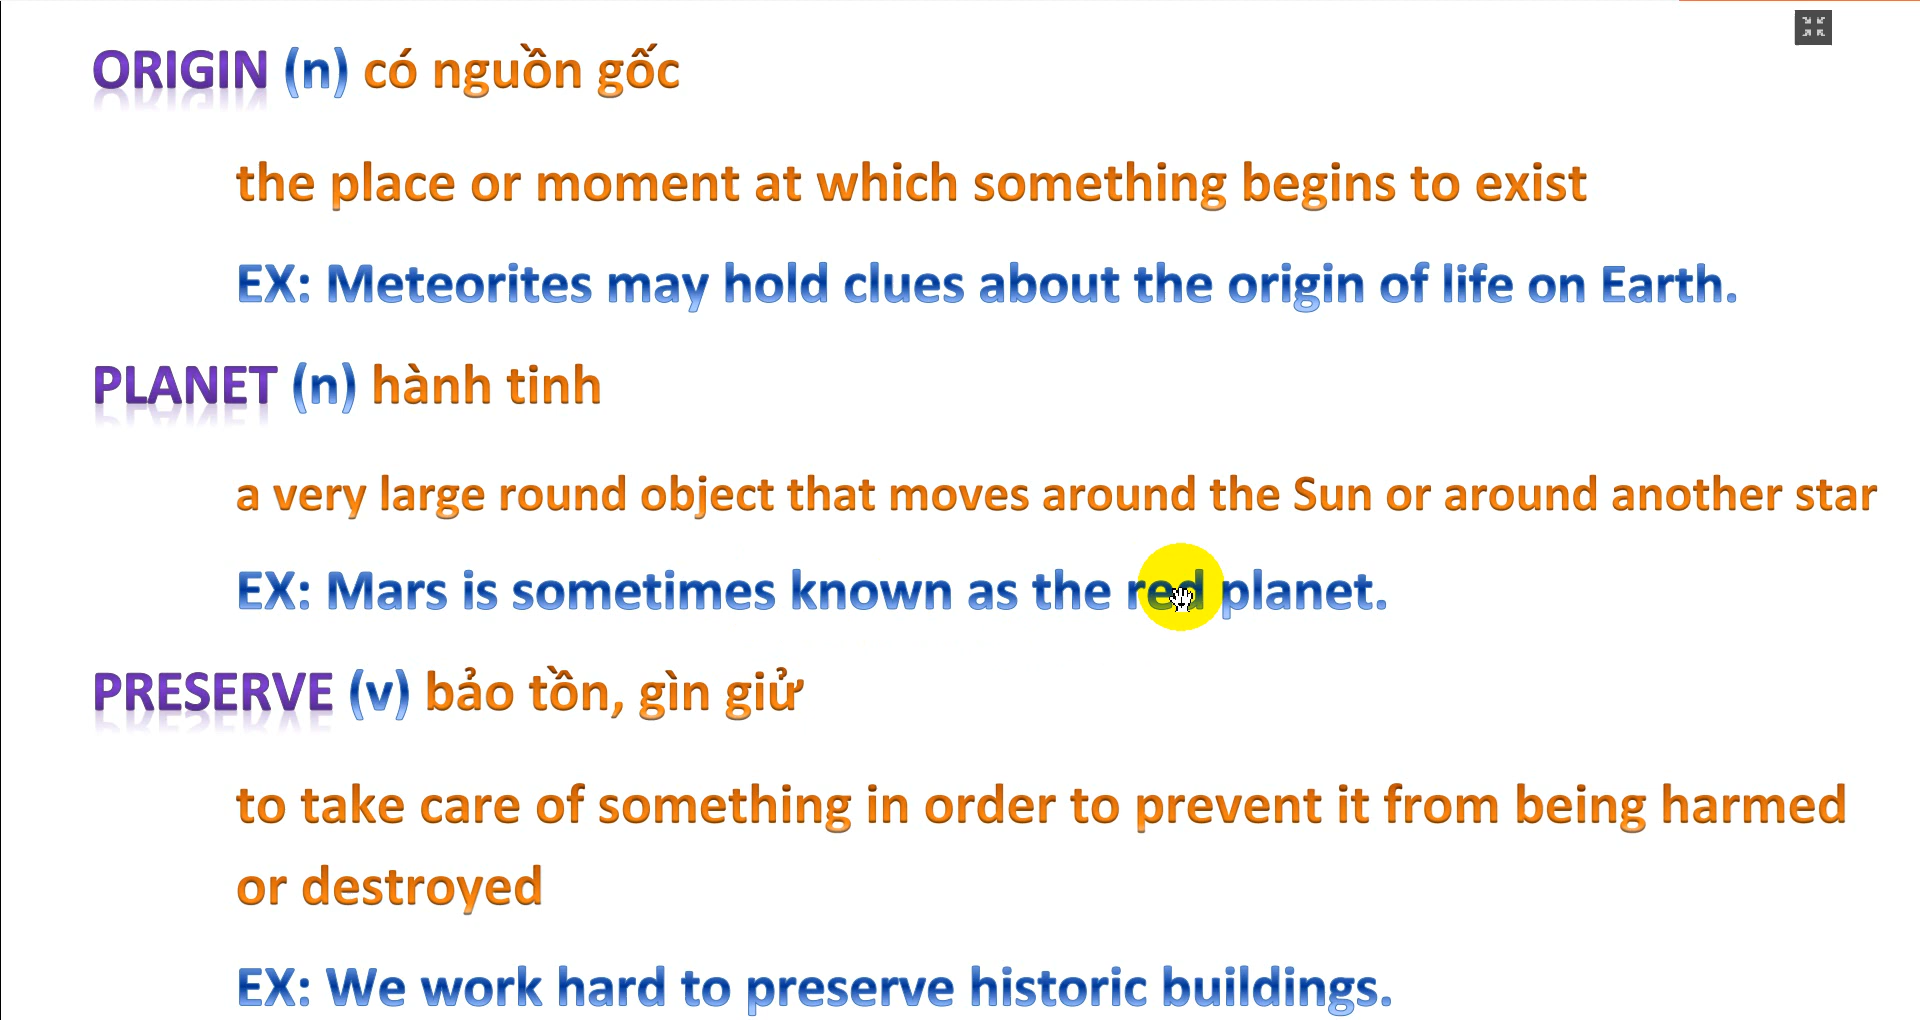 ORIGIN (n) có nguồn gốc
the place or moment at which something begins to exist
EX: Meteorites may hold clues about the origin of life on Earth.
PLANET (n) hành tinh
a very large round object that moves around the Sun or around another star
EX: Mars is sometimes known as the red planet.
PRESERVE (v) bảo tồn, gìn giử
to take care of something in order to prevent it from being harmed
or destroyed
EX: We work hard to preserve historic buildings.